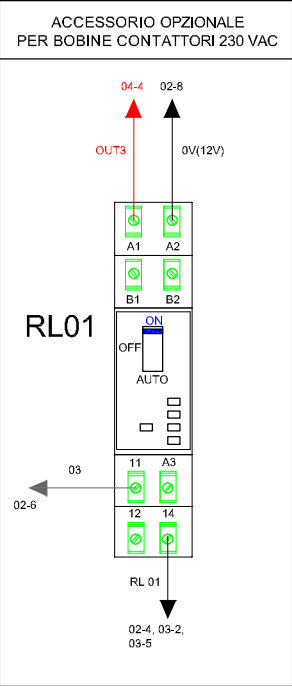 ACCESSORIO OPZIONALE
PER BOBINE CONTATTORI 230 VAC
04-4 02-8
OUT3 0V(12V)
A1 A2
B1 B2
RL01
ON
OFF
AUTO
11 A3
03
02-6
12 14
RL 01
02-4, 03-2,
03-5